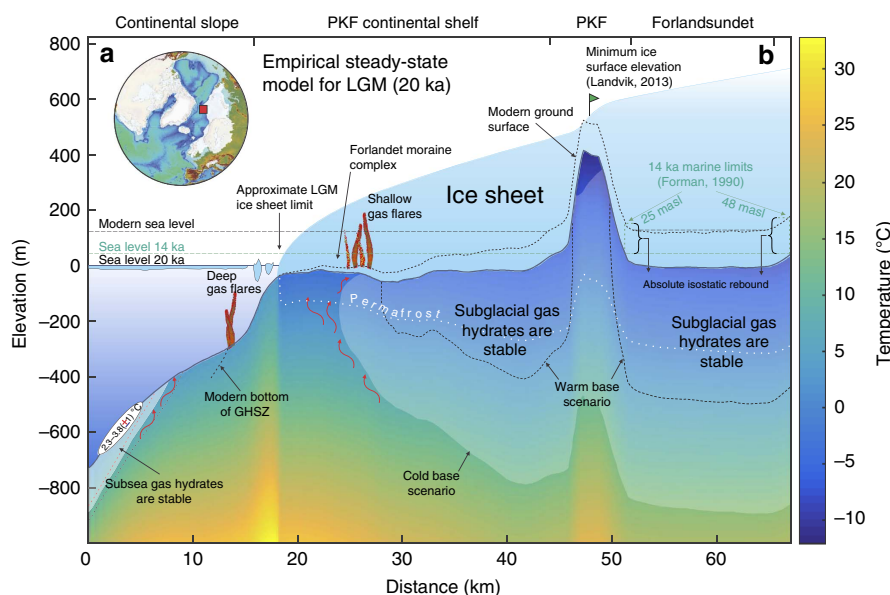 Continental slope
PKF continental shelf
PKF
Forlandsundet
a
b
Empirical steady-state
model for LGM (20 ka)
Minimum ice
surface elevation
(Landvik, 2013)
Modern ground
surface
Forlandet moraine
complex
Approximate LGM
ice sheet limit
Shallow
gas flares
Ice sheet
14 ka marine limits
(Forman, 1990)
25 masl
48 masl
Modern sea level
Sea level 14 ka
Sea level 20 ka
Deep
gas flares
Absolute isostatic rebound
Permafrost
Subglacial gas
hydrates are
stable
Subglacial gas
hydrates are
stable
Modern bottom
of GHSZ
Warm base
scenario
2.3–3.8(±1) °C
Cold base
scenario
Subsea gas hydrates
are stable
Elevation (m)
800
600
400
200
0
–200
–400
–600
–800
0
10
20
30
40
50
60
Distance (km)
30
25
20
15
10
5
0
–5
–10
Temperature (°C)